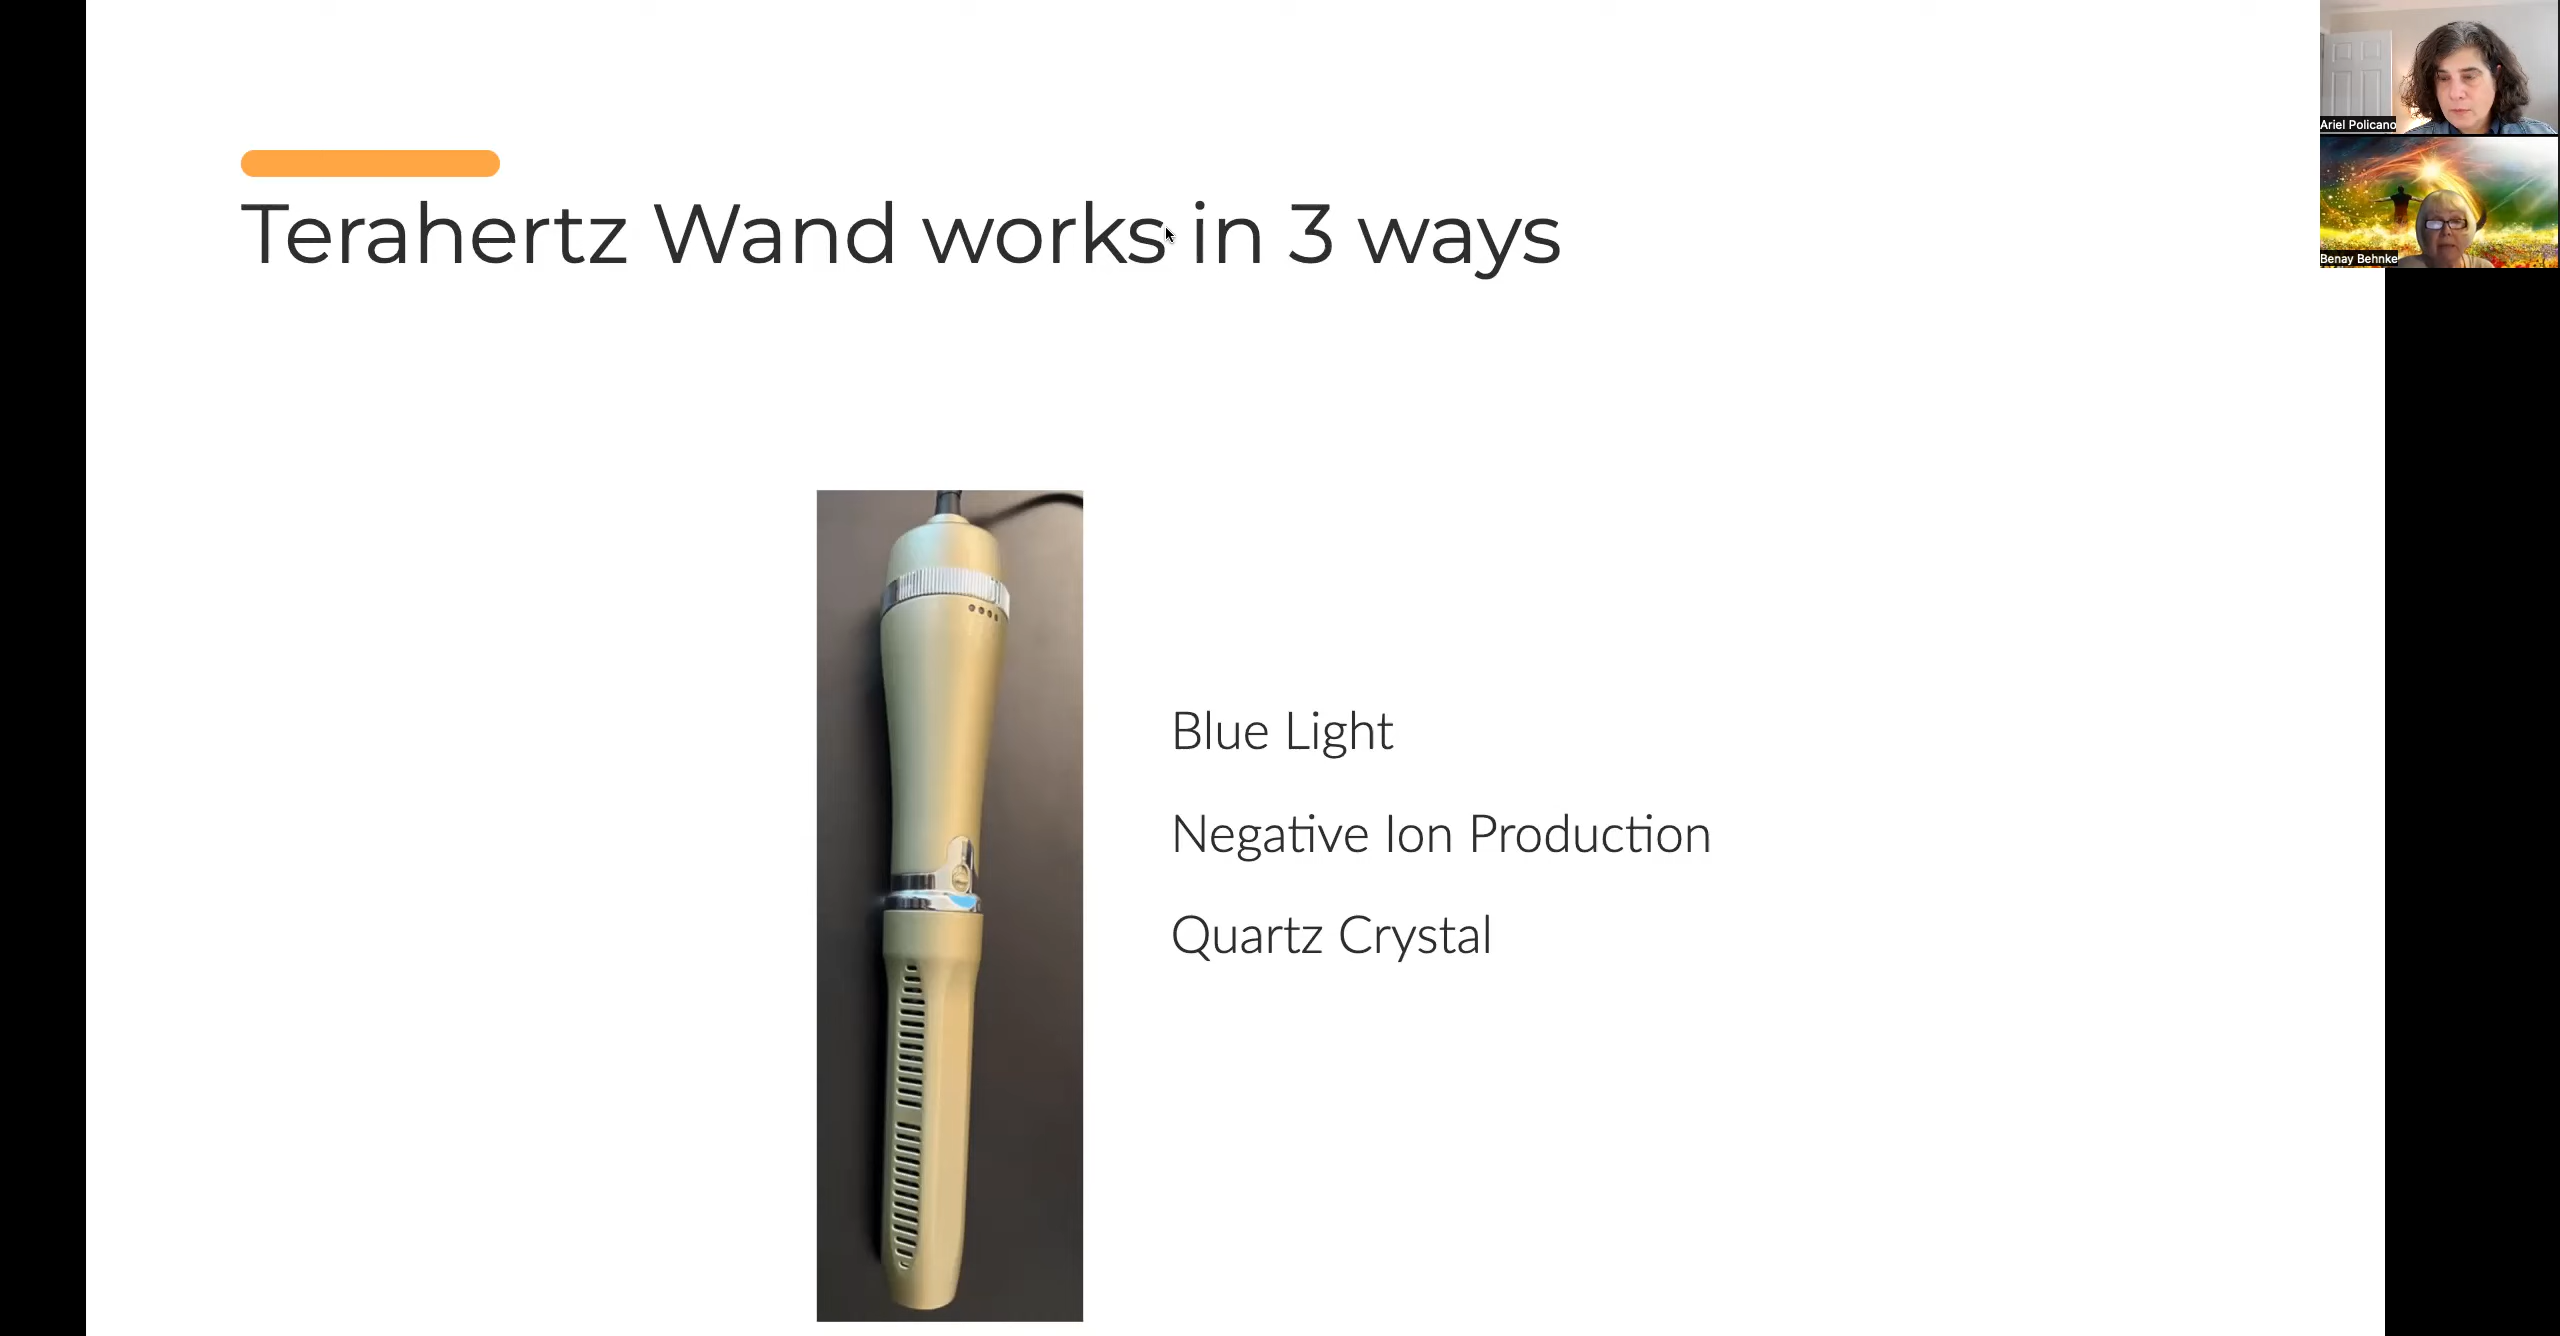 Terahertz Wand works in 3 ways
Blue Light
Negative Ion Production
Quartz Crystal
Ariel Policano
Benay Behnke